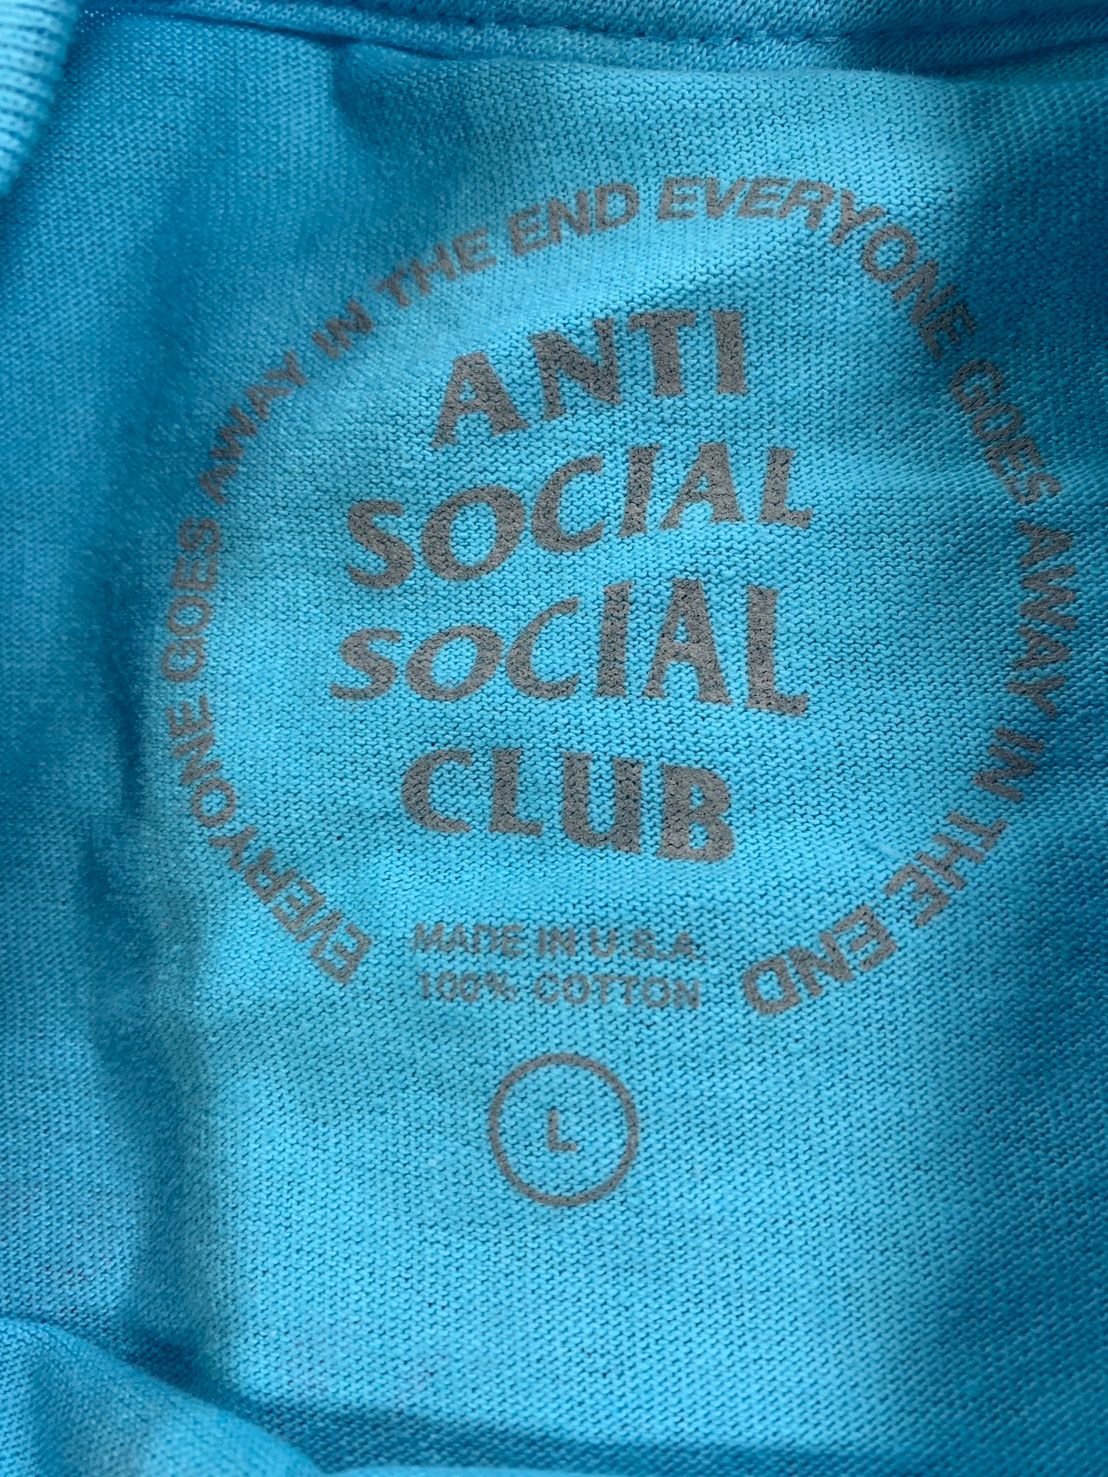 EVERYONE GOES AWAY IN THE END EVERYONE GOES AWAY IN THE END
ANTI
SOCIAL
SOCIAL
CLUB
MADE IN U.S.A.
100% COTTON
L